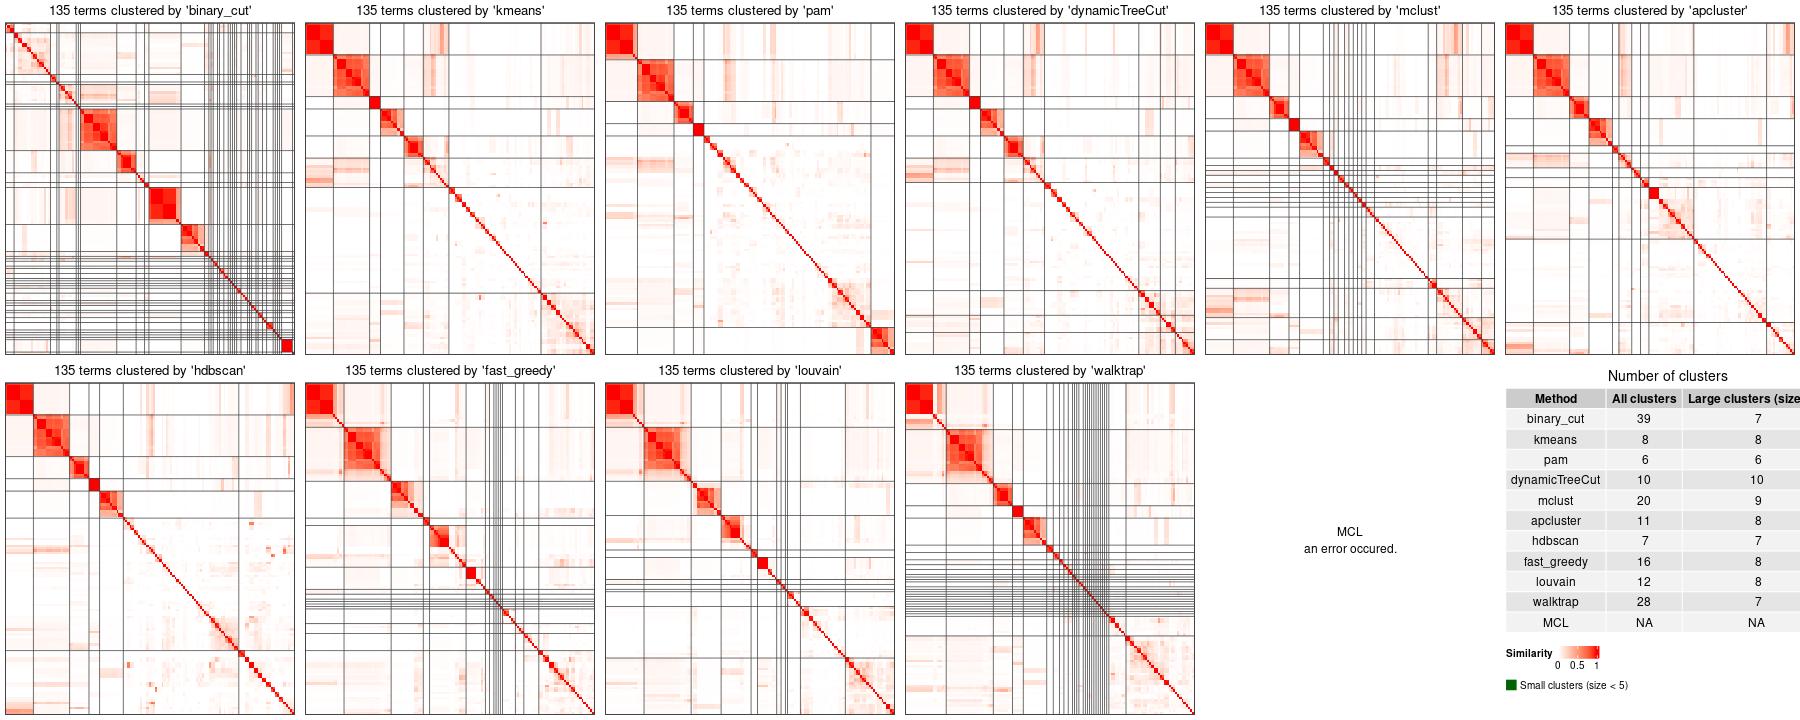 135 terms clustered by 'binary_cut'
135 terms clustered by 'kmeans'
135 terms clustered by 'pam'
135 terms clustered by 'dynamicTreeCut'
135 terms clustered by 'mclust'
135 terms clustered by 'apcluster'
135 terms clustered by 'hdbscan'
135 terms clustered by 'fast_greedy'
135 terms clustered by 'louvain'
135 terms clustered by 'walktrap'
MCL
an error occured.
Number of clusters
Method All clusters Large clusters (size
binary_cut 39 7
kmeans 8 8
pam 6 6
dynamicTreeCut 10 10
mclust 20 9
apcluster 11 8
hdbscan 7 7
fast_greedy 16 8
louvain 12 8
walktrap 28 7
MCL NA NA
Similarity
0 0.5 1
Small clusters (size < 5)